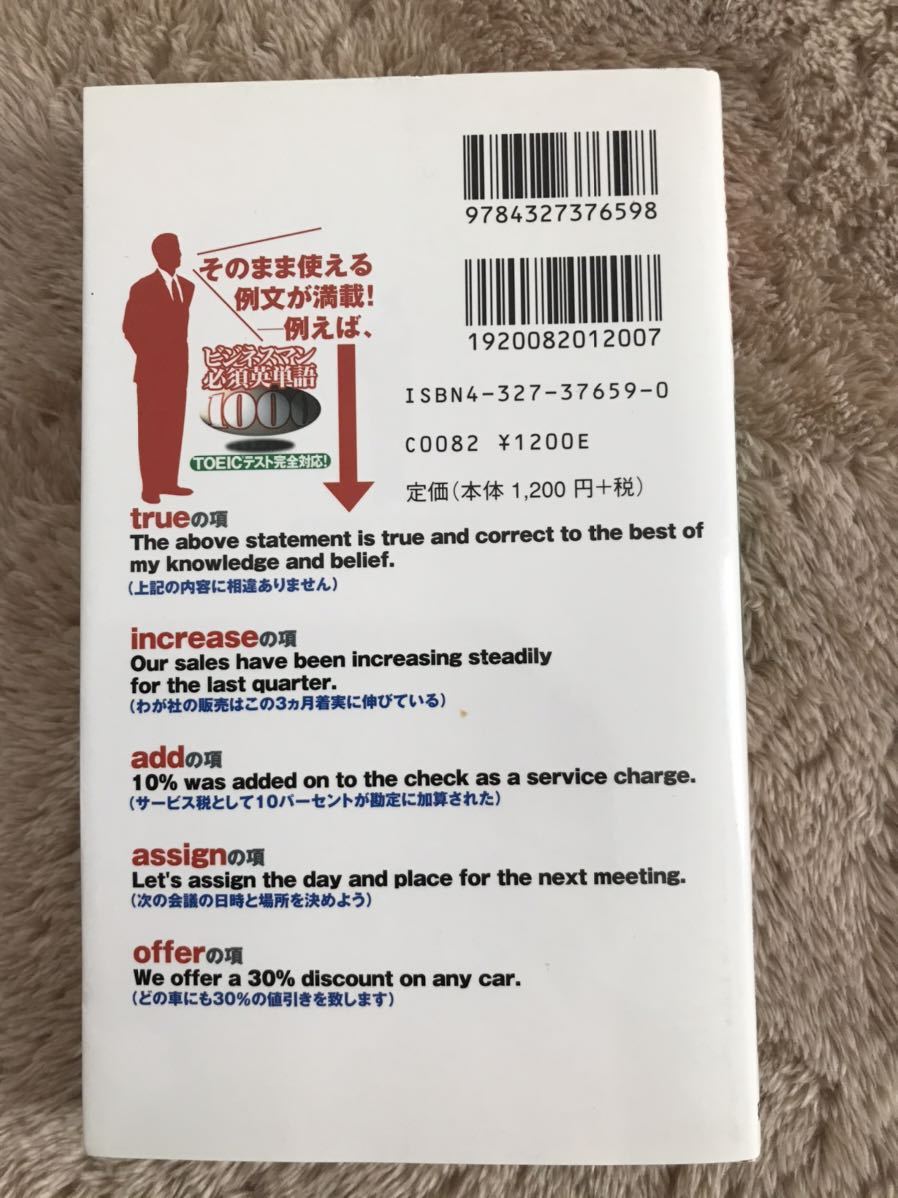 9784327376598
1920082012007
ISBN4-327-37659-0
C0082 ¥1200E
定価(本体1,200円+税)
そのまま使える
例文が満載!
—例えば、
ビジネスマン
必須英単語
1000
TOEICテスト完全対応!
trueの項
The above statement is true and correct to the best of
my knowledge and belief.
(上記の内容に相違ありません)
increaseの項
Our sales have been increasing steadily
for the last quarter.
(わが社の販売はこの3ヵ月着実に伸びている)
addの項
10% was added on to the check as a service charge.
(サービス税として10パーセントが勘定に加算された)
assignの項
Let's assign the day and place for the next meeting.
(次の会議の日時と場所を決めよう)
offerの項
We offer a 30% discount on any car.
(どの車にも30%の値引きを致します)